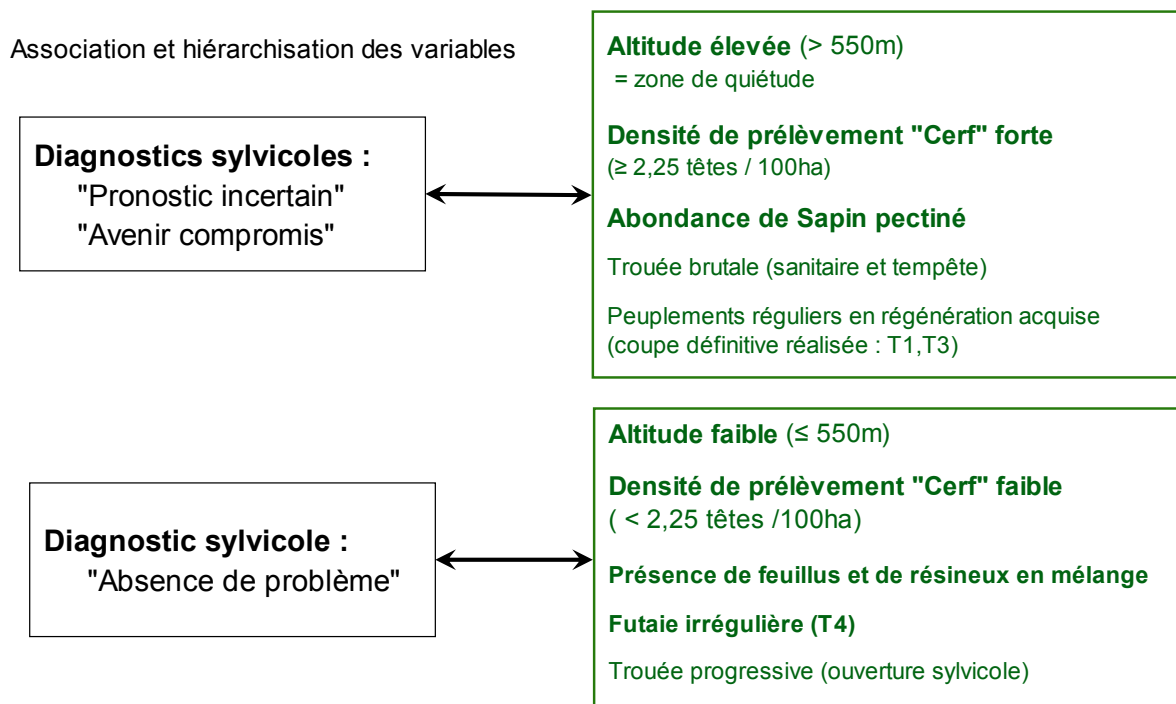 Association et hiérarchisation des variables
Diagnostics sylvicoles :
"Pronostic incertain"
"Avenir compromis"
Altitude élevée (> 550m)
= zone de quiétude
Densité de prélèvement "Cerf" forte
(≥ 2,25 têtes / 100ha)
Abondance de Sapin pectiné
Trouée brutale (sanitaire et tempête)
Peuplements réguliers en régénération acquise
(coupe définitive réalisée : T1,T3)
Diagnostic sylvicole :
"Absence de problème"
Altitude faible (≤ 550m)
Densité de prélèvement "Cerf" faible
( < 2,25 têtes /100ha)
Présence de feuillus et de résineux en mélange
Futaie irrégulière (T4)
Trouée progressive (ouverture sylvicole)